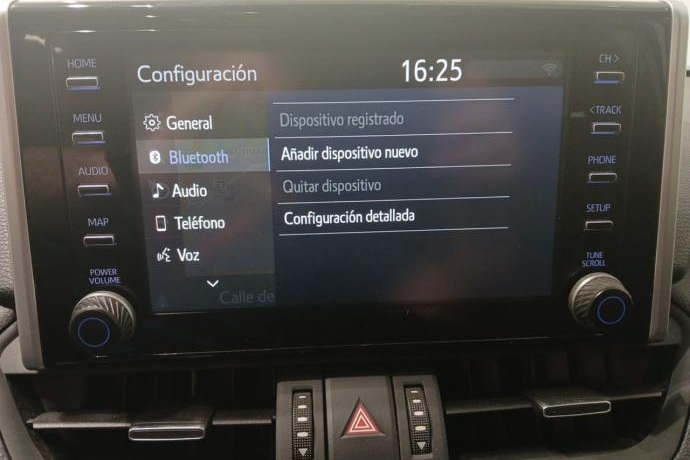 Configuración
16:25
General
Bluetooth
Audio
Teléfono
Voz
Dispositivo registrado
Añadir dispositivo nuevo
Quitar dispositivo
Configuración detallada
Calle de
HOME
MENU
AUDIO
MAP
POWER
VOLUME
CH >
< TRACK
PHONE
SETUP
TUNE
SCROLL